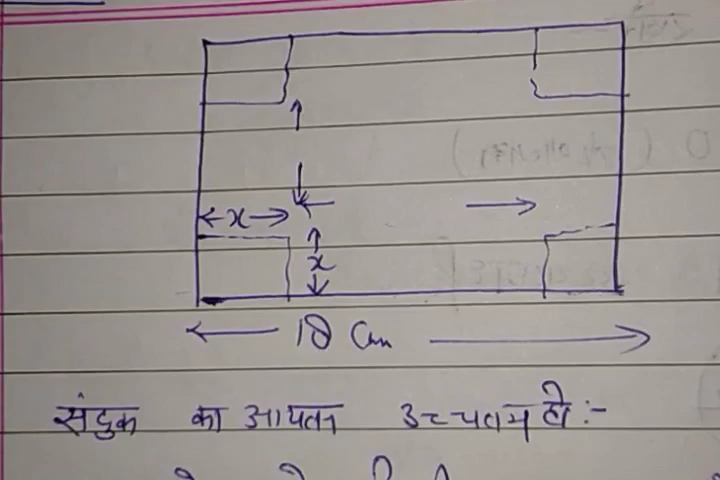 x
x
18 Cm
संदुक का आयतन उच्चतम हो :-